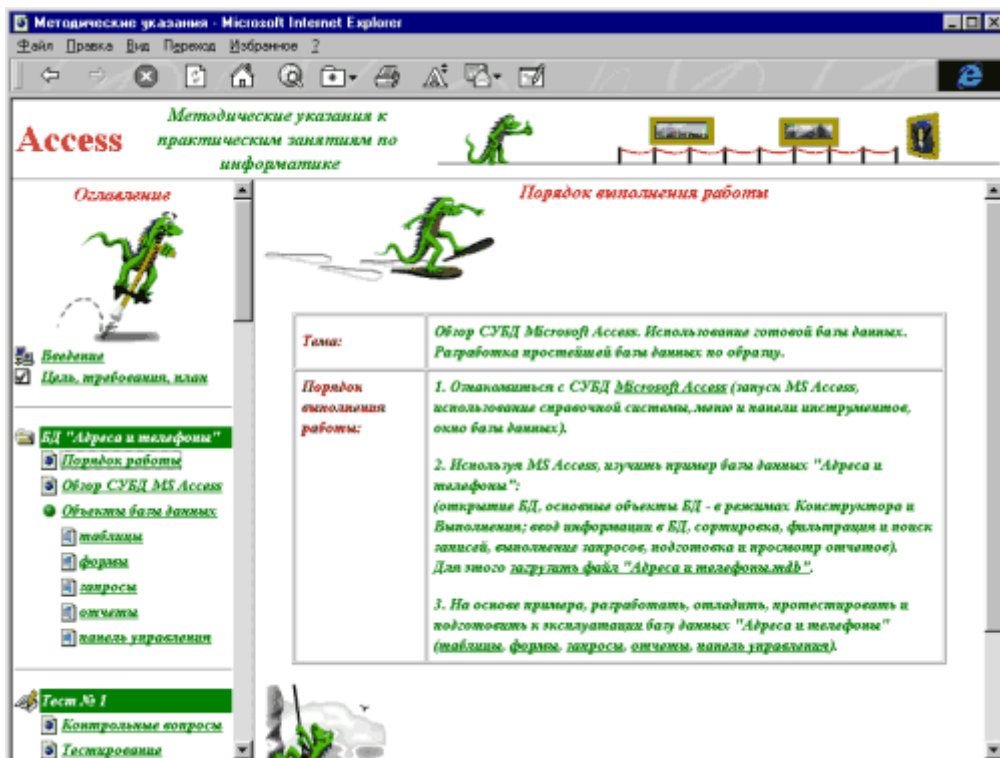 Методические указания - Microsoft Internet Explorer
Файл Правка Вид Переход Избранное ?
Access
Методические указания к
практическим занятиям по
информатике
Оглавление
Введение
Цель, требования, план
БД "Адреса и телефоны"
Порядок работы
Обзор СУБД MS Access
Объекты базы данных
таблицы
формы
запросы
отчеты
панель управления
Тест № 1
Контрольные вопросы
Тестирование
Порядок выполнения работы
Тема:
Обзор СУБД Microsoft Access. Использование готовой базы данных.
Разработка простейшей базы данных по образцу.
Порядок
выполнения
работы:
1. Ознакомиться с СУБД Microsoft Access (запуск MS Access,
использование справочной системы, меню и панели инструментов,
окно базы данных).
2. Используя MS Access, изучить пример базы данных "Адреса и
телефоны":
(открытие БД, основные объекты БД - в режимах Конструктора и
Выполнения; ввод информации в БД, сортировка, фильтрация и поиск
записей, выполнение запросов, подготовка и просмотр отчетов).
Для этого загрузить файл "Адреса и телефоны.mdb".
3. На основе примера, разработать, отладить, протестировать и
подготовить к эксплуатации базу данных "Адреса и телефоны"
(таблицы, формы, запросы, отчеты, панель управления).